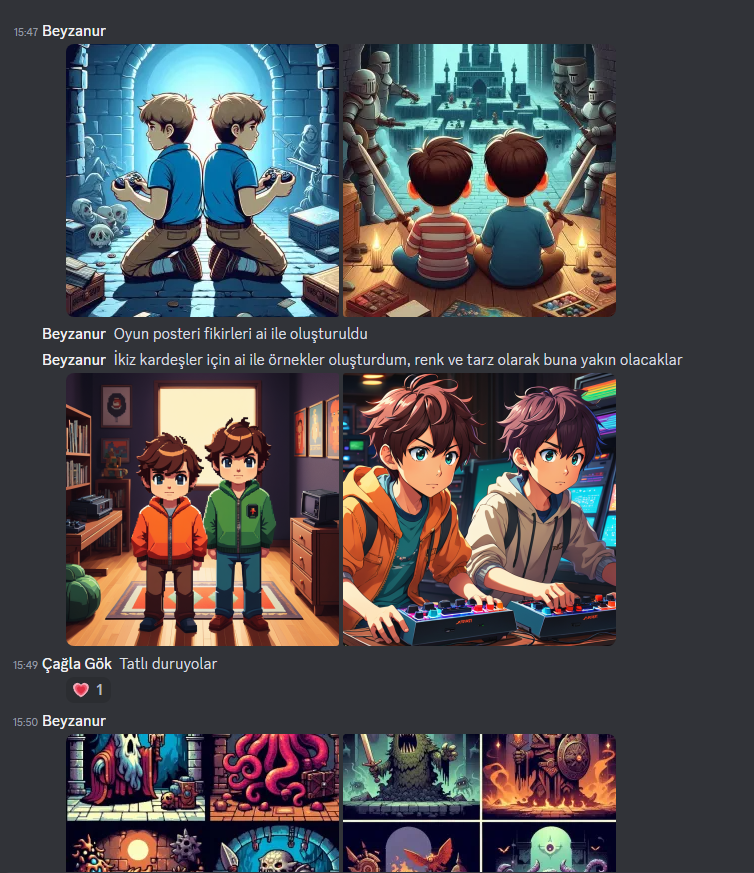 15:47 Beyzanur
Beyzanur Oyun posteri fikirleri ai ile oluşturuldu
Beyzanur İkiz kardeşler için ai ile örnekler oluşturdum, renk ve tarz olarak buna yakın olacaklar
15:49 Çağla Gök Tatlı duruyolar
1
15:50 Beyzanur